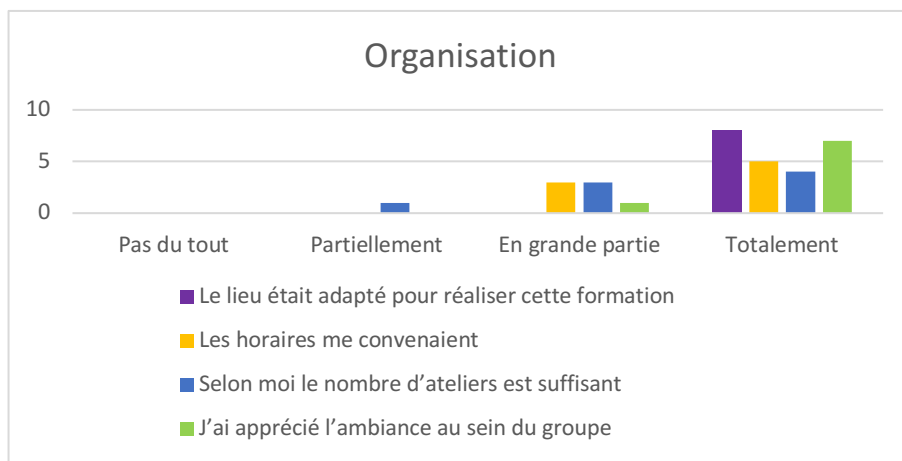 Organisation
10
5
0
Pas du tout
Partiellement
En grande partie
Totalement
Le lieu était adapté pour réaliser cette formation
Les horaires me convenaient
Selon moi le nombre d’ateliers est suffisant
J’ai apprécié l’ambiance au sein du groupe